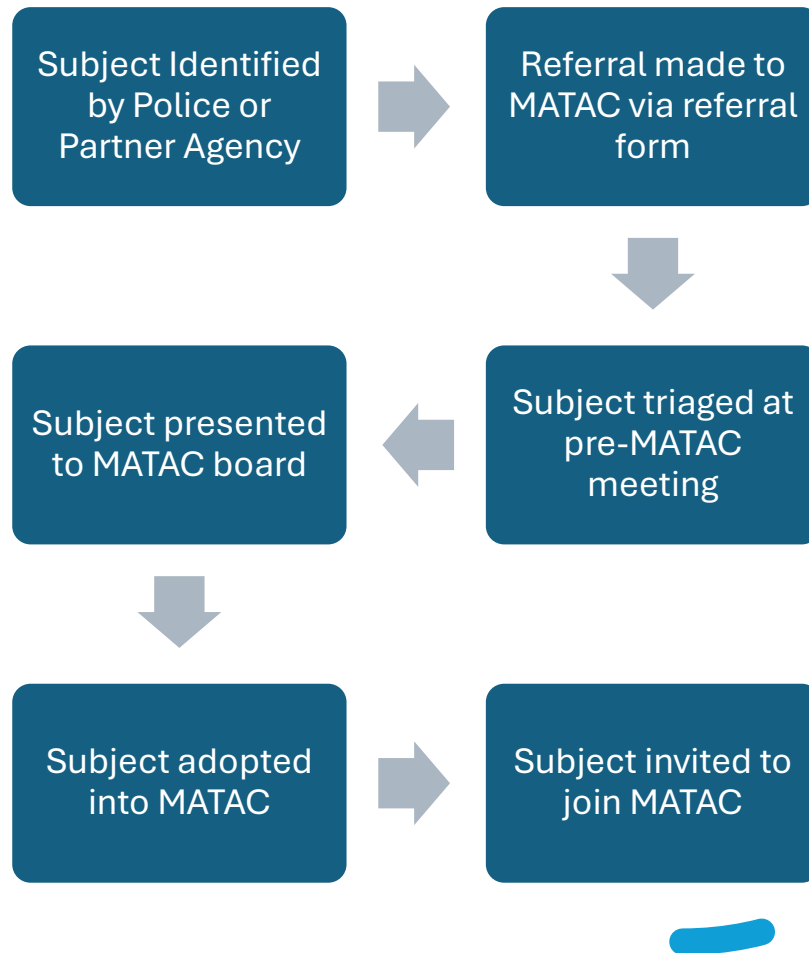 Subject Identified
by Police or
Partner Agency
Referral made to
MATAC via referral
form
Subject triaged at
pre-MATAC
meeting
Subject presented
to MATAC board
Subject adopted
into MATAC
Subject invited to
join MATAC